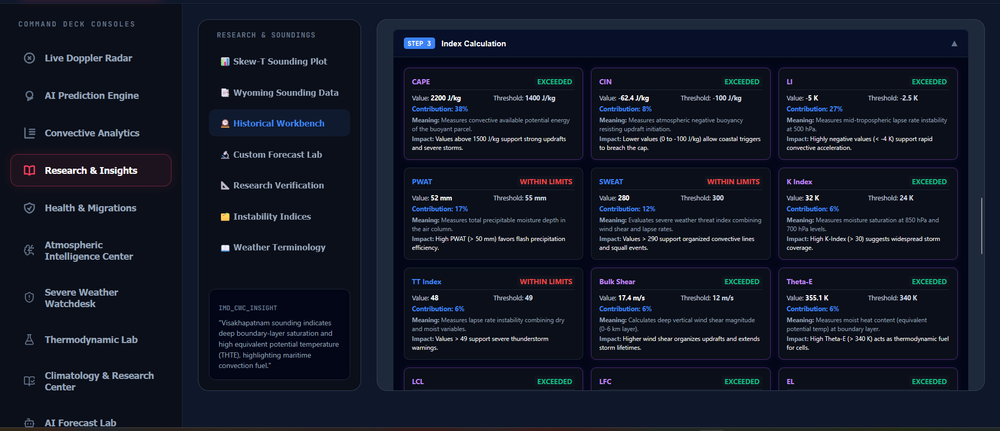 COMMAND DECK CONSOLES
Live Doppler Radar
AI Prediction Engine
Convective Analytics
Research & Insights
Health & Migrations
Atmospheric
Intelligence Center
Severe Weather
Watchdesk
Thermodynamic Lab
Climatology & Research
Center
AI Forecast Lab
RESEARCH & SOUNDINGS
Skew-T Sounding Plot
Wyoming Sounding Data
Historical Workbench
Custom Forecast Lab
Research Verification
Instability Indices
Weather Terminology
IMD_CWC_INSIGHT
"Visakhapatnam sounding indicates
deep boundary-layer saturation and
high equivalent potential temperature
(THTE), highlighting maritime
convection fuel."
STEP 3 Index Calculation
CAPE EXCEEDED
Value: 2200 J/kg Threshold: 1400 J/kg
Contribution: 38%
Meaning: Measures convective available potential energy
of the buoyant parcel.
Impact: Values above 1500 J/kg support strong updrafts
and severe storms.
CIN EXCEEDED
Value: -62.4 J/kg Threshold: -100 J/kg
Contribution: 8%
Meaning: Measures atmospheric negative buoyancy
resisting updraft initiation.
Impact: Lower values (0 to -100 J/kg) allow coastal triggers
to breach the cap.
LI EXCEEDED
Value: -5 K Threshold: -2.5 K
Contribution: 27%
Meaning: Measures mid-tropospheric lapse rate instability
at 500 hPa.
Impact: Highly negative values (< -4 K) support rapid
convective acceleration.
PWAT WITHIN LIMITS
Value: 52 mm Threshold: 55 mm
Contribution: 17%
Meaning: Measures total precipitable moisture depth in
the air column.
Impact: High PWAT (> 50 mm) favors flash precipitation
efficiency.
SWEAT WITHIN LIMITS
Value: 280 Threshold: 300
Contribution: 12%
Meaning: Evaluates severe weather threat index combining
wind shear and lapse rates.
Impact: Values > 290 support organized convective lines
and squall events.
K Index EXCEEDED
Value: 32 K Threshold: 24 K
Contribution: 6%
Meaning: Measures moisture saturation at 850 hPa and
700 hPa levels.
Impact: High K-Index (> 30) suggests widespread storm
coverage.
TT Index WITHIN LIMITS
Value: 48 Threshold: 49
Contribution: 6%
Meaning: Measures lapse rate instability combining dry
and moist variables.
Impact: Values > 49 support severe thunderstorm
warnings.
Bulk Shear EXCEEDED
Value: 17.4 m/s Threshold: 12 m/s
Contribution: 6%
Meaning: Calculates deep vertical wind shear magnitude
(0-6 km layer).
Impact: Higher wind shear organizes updrafts and extends
storm lifetimes.
Theta-E EXCEEDED
Value: 355.1 K Threshold: 340 K
Contribution: 6%
Meaning: Measures moist heat content (equivalent
potential temp) at boundary layer.
Impact: High Theta-E (> 340 K) acts as thermodynamic fuel
for cells.
LCL EXCEEDED
LFC EXCEEDED
EL EXCEEDED